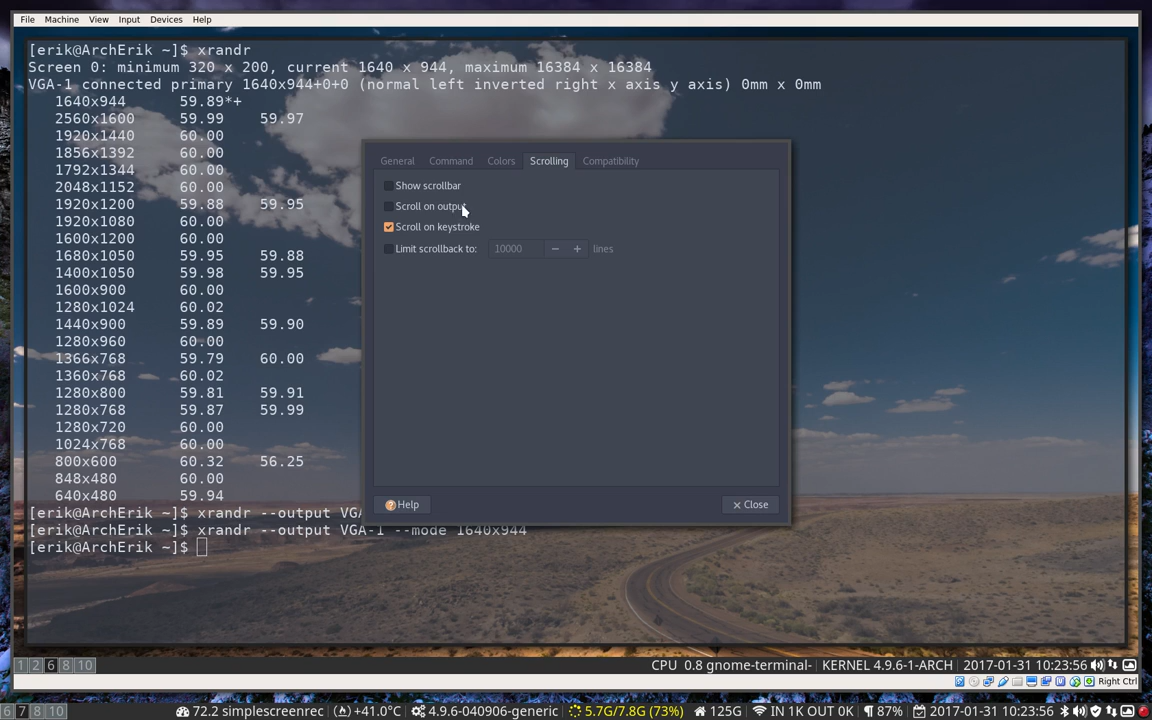 File Machine View Input Devices Help
[erik@ArchErik ~]$ xrandr
Screen 0: minimum 320 x 200, current 1640 x 944, maximum 16384 x 16384
VGA-1 connected primary 1640x944+0+0 (normal left inverted right x axis y axis) 0mm x 0mm
1640x944 59.89*+
2560x1600 59.99 59.97
1920x1440 60.00
1856x1392 60.00
1792x1344 60.00
2048x1152 60.00
1920x1200 59.88 59.95
1920x1080 60.00
1600x1200 60.00
1680x1050 59.95 59.88
1400x1050 59.98 59.95
1600x900 60.00
1280x1024 60.02
1440x900 59.89 59.90
1280x960 60.00
1366x768 59.79 60.00
1360x768 60.02
1280x800 59.81 59.91
1280x768 59.87 59.99
1280x720 60.00
1024x768 60.00
800x600 60.32 56.25
848x480 60.00
640x480 59.94
[erik@ArchErik ~]$ xrandr --output VGA
[erik@ArchErik ~]$ xrandr --output VGA-1 --mode 1640x944
[erik@ArchErik ~]$
General Command Colors Scrolling Compatibility
Show scrollbar
Scroll on output
Scroll on keystroke
Limit scrollback to: 10000 − + lines
Help × Close
1 2 6 8 10 CPU 0.8 gnome-terminal- KERNEL 4.9.6-1-ARCH 2017-01-31 10:23:56
Right Ctrl
6 7 8 10 72.2 simplescreenrec +41.0°C 4.9.6-040906-generic 5.7G/7.8G (73%) 125G IN 1K OUT 0K ¶ 87% 2017-01-31 10:23:56